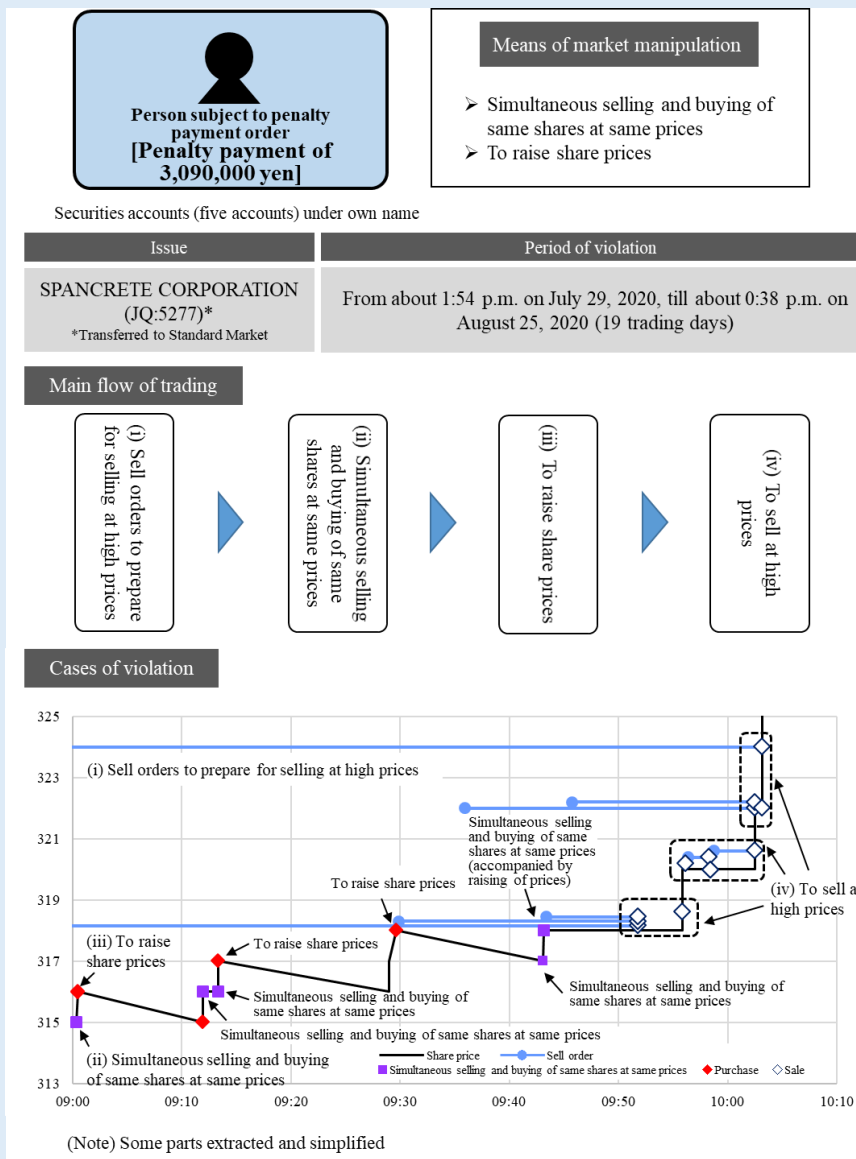 Person subject to penalty
payment order
[Penalty payment of
3,090,000 yen]
Means of market manipulation
➢ Simultaneous selling and buying of
same shares at same prices
➢ To raise share prices
Securities accounts (five accounts) under own name
Issue
Period of violation
SPANCRETE CORPORATION
(JQ:5277)*
*Transferred to Standard Market
From about 1:54 p.m. on July 29, 2020, till about 0:38 p.m. on
August 25, 2020 (19 trading days)
Main flow of trading
(i) Sell orders to prepare
for selling at high prices
(ii) Simultaneous selling
and buying of same
shares at same prices
(iii) To raise share prices
(iv) To sell at high
prices
Cases of violation
325
323
321
319
317
315
313
(i) Sell orders to prepare for selling at high prices
Simultaneous selling
and buying of same
shares at same prices
(accompanied by
raising of prices)
To raise share prices
(iv) To sell a
high prices
(iii) To raise
share prices
To raise share prices
Simultaneous selling and buying of
same shares at same prices
Simultaneous selling and buying of
same shares at same prices
Simultaneous selling and buying of same shares at same prices
(ii) Simultaneous selling and buying
of same shares at same prices
Share price
Sell order
Simultaneous selling and buying of same shares at same prices
Purchase
Sale
09:00 09:10 09:20 09:30 09:40 09:50 10:00 10:10
(Note) Some parts extracted and simplified